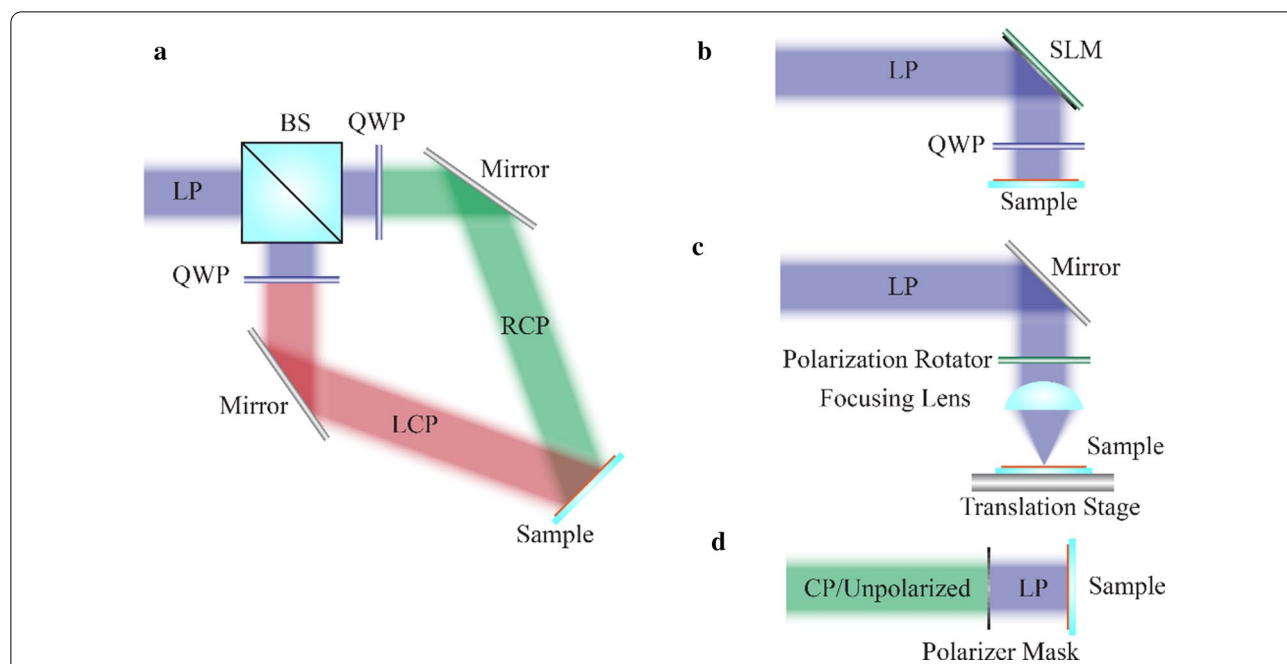 a
BS
QWP
Mirror
LP
QWP
RCP
Mirror
LCP
Sample
b
SLM
LP
QWP
Sample
c
Mirror
LP
Polarization Rotator
Focusing Lens
Sample
Translation Stage
d
CP/Unpolarized
LP
Sample
Polarizer Mask